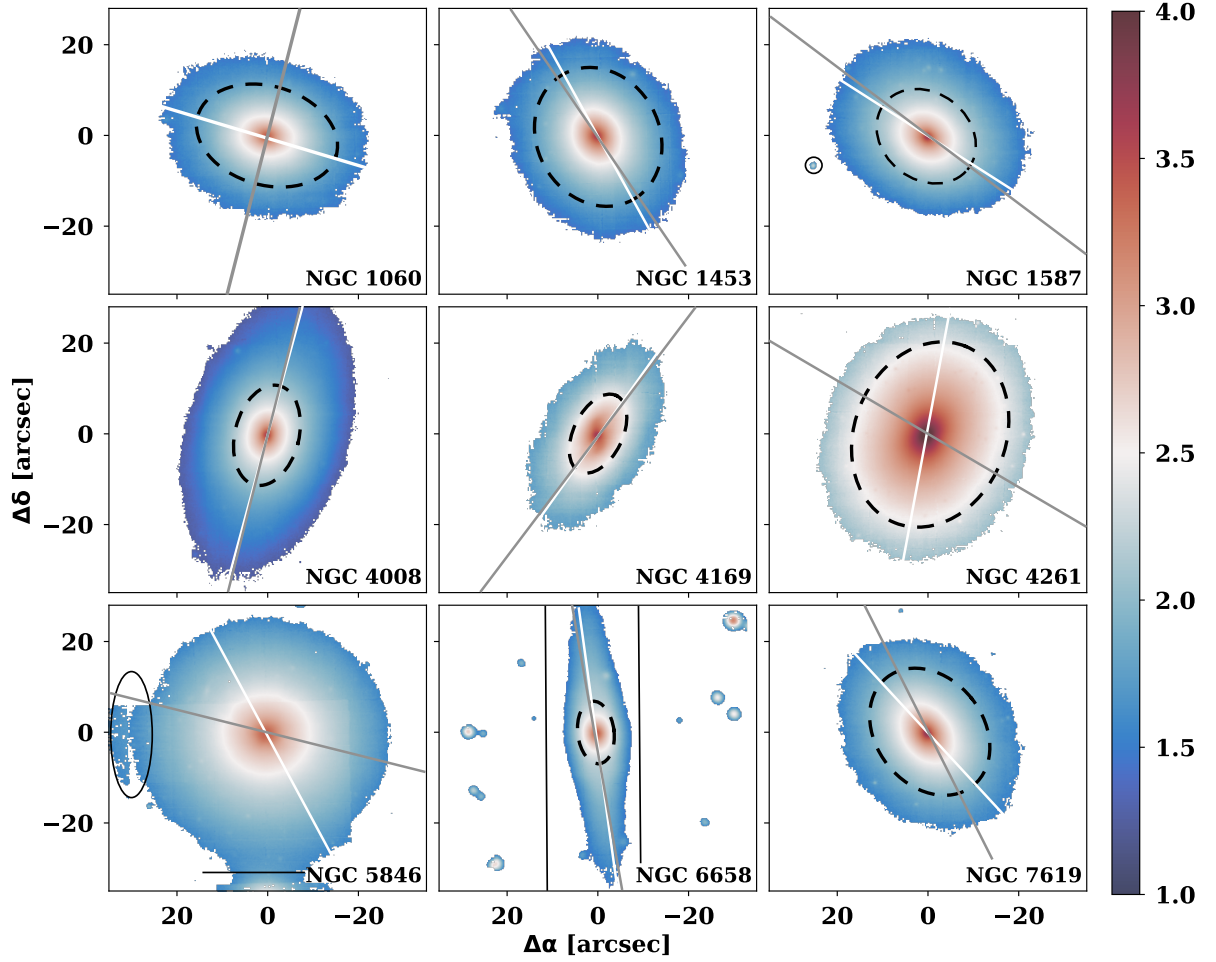 20
0
−20
NGC 1060
NGC 1453
NGC 1587
20
0
−20
NGC 4008
NGC 4169
NGC 4261
20
0
−20
NGC 5846
NGC 6658
NGC 7619
20 0 −20
20 0 −20
20 0 −20
Δα [arcsec]
Δδ [arcsec]
4.0
3.5
3.0
2.5
2.0
1.5
1.0